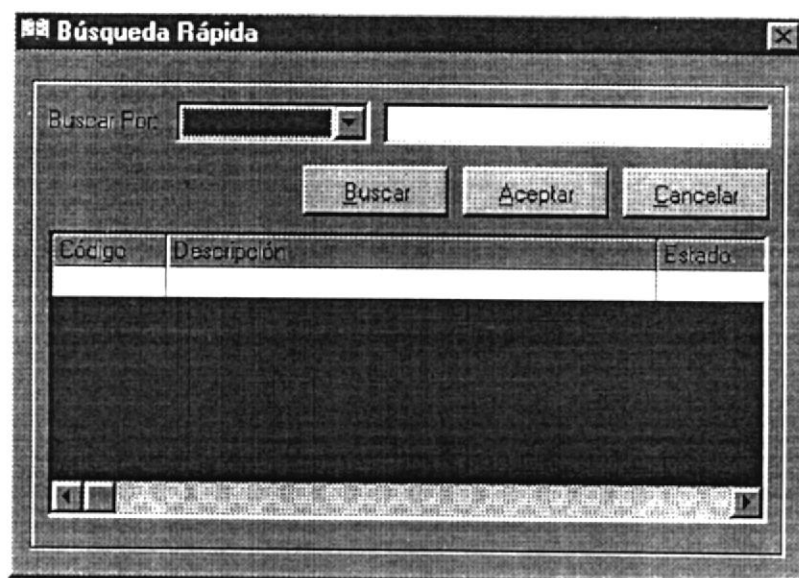 Búsqueda Rápida
Buscar Por:
Buscar Aceptar Cancelar
Código Descripción Estado